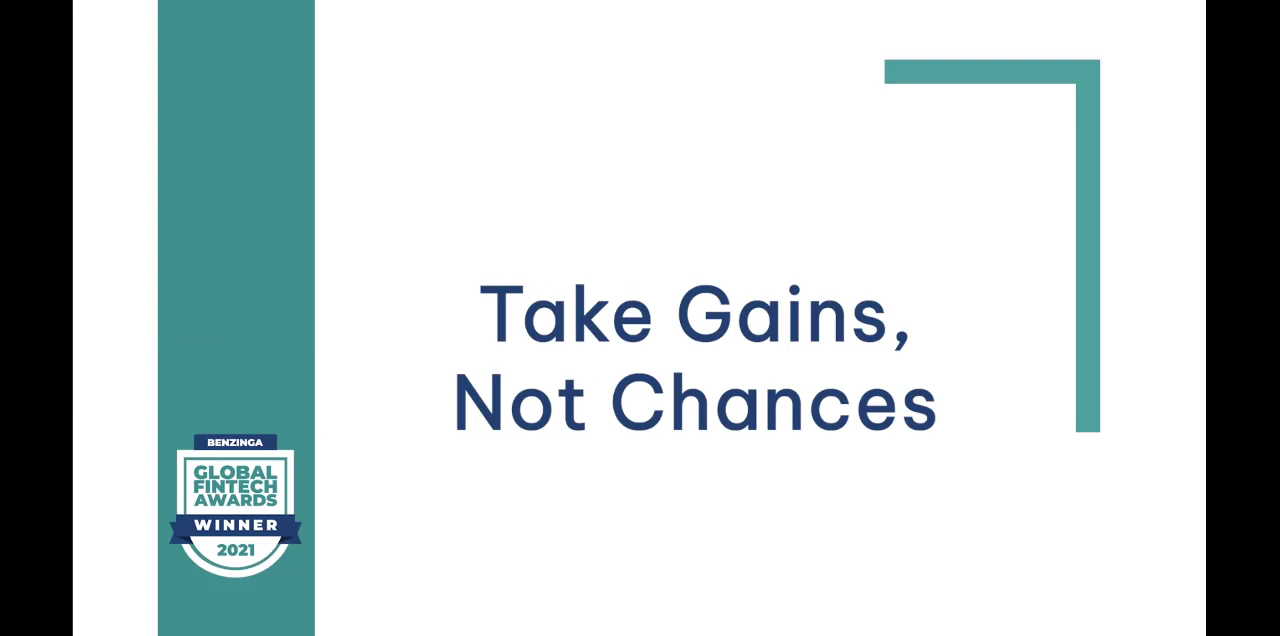 Take Gains,
Not Chances
BENZINGA
GLOBAL
FINTECH
AWARDS
WINNER
2021